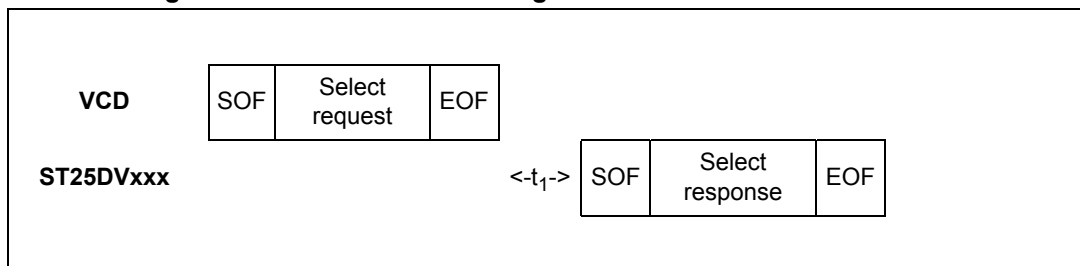 VCD SOF Select request EOF
ST25DVxxx <-t1-> SOF Select response EOF